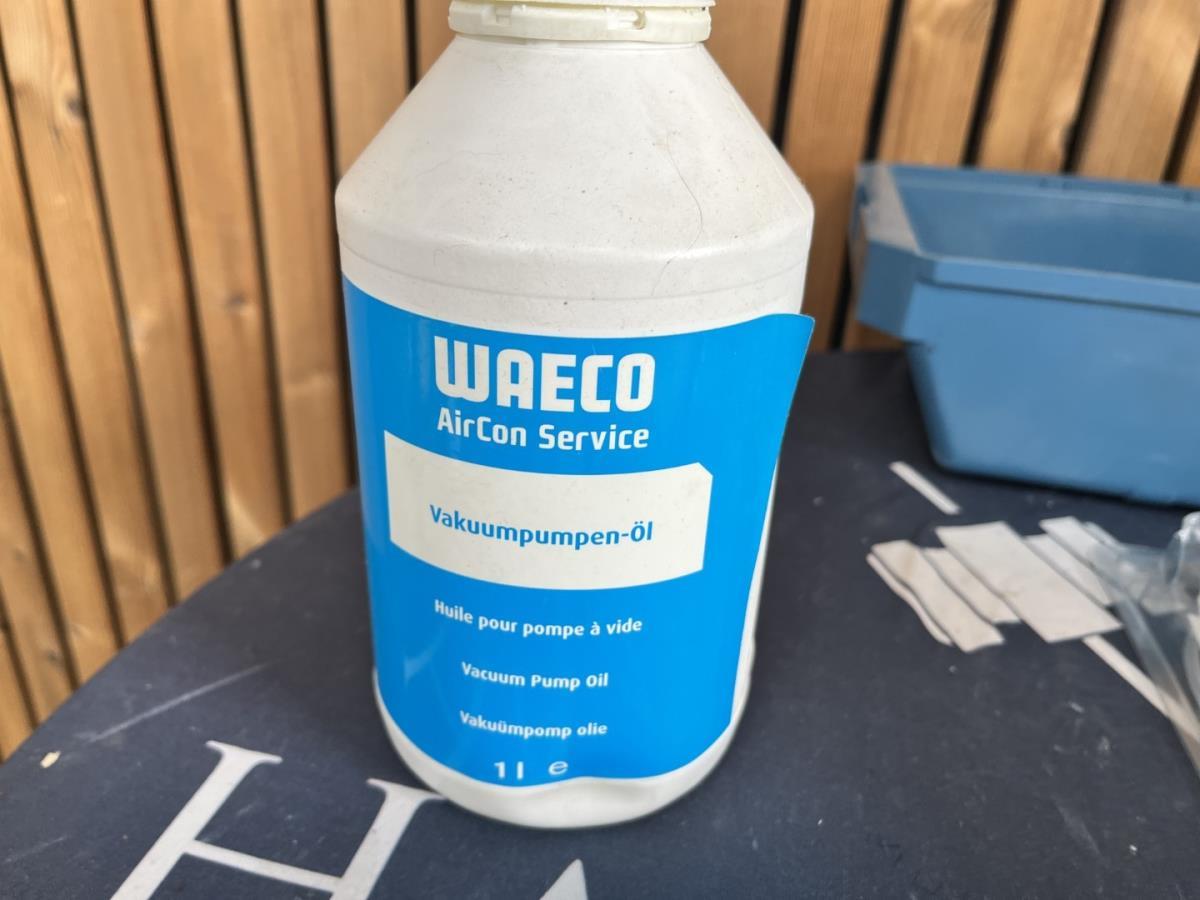 WAECO
AirCon Service
Vakuumpumpen-Öl
Huile pour pompe à vide
Vacuum Pump Oil
Vakuümpomp olie
1 l ℮
H